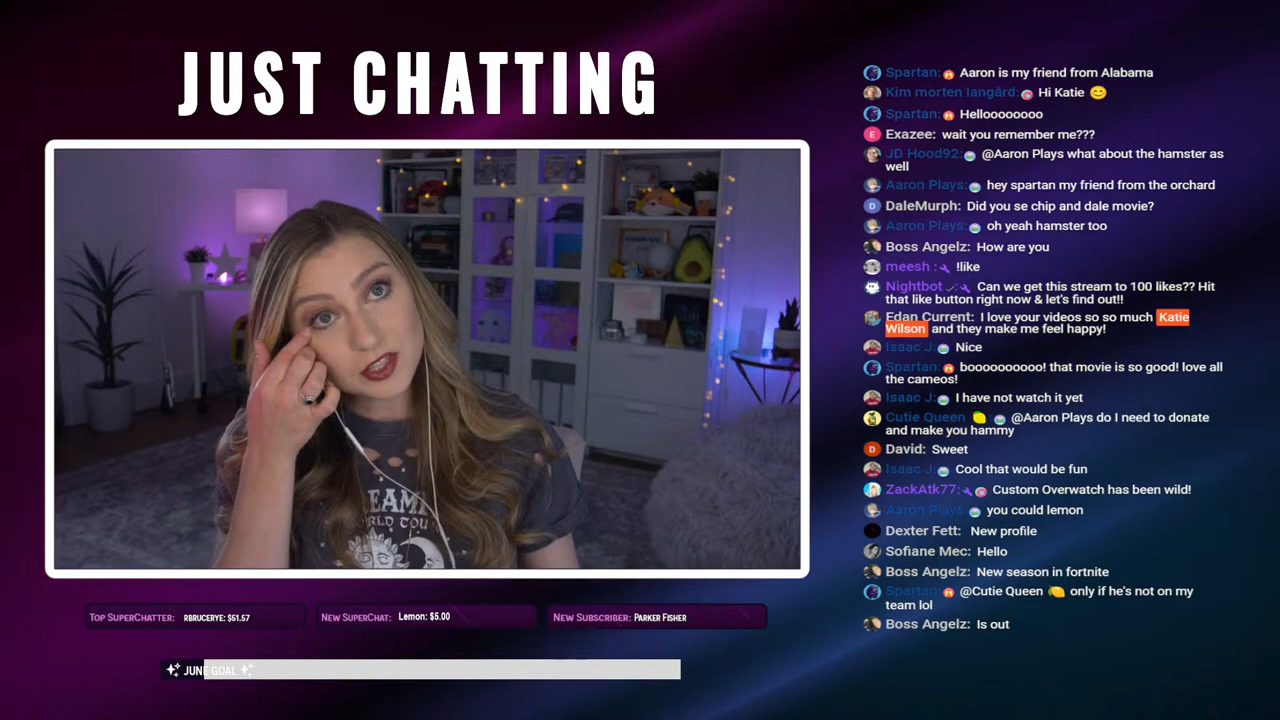 JUST CHATTING
Spartan: Aaron is my friend from Alabama
Kim morten langård: Hi Katie
Spartan: Helloooooooo
Exazee: wait you remember me???
JD Hood92: @Aaron Plays what about the hamster as
well
Aaron Plays: hey spartan my friend from the orchard
DaleMurph: Did you se chip and dale movie?
Aaron Plays: oh yeah hamster too
Boss Angelz: How are you
meesh : !like
Nightbot : Can we get this stream to 100 likes?? Hit
that like button right now & let's find out!!
Edan Current: I love your videos so so much Katie
Wilson and they make me feel happy!
Isaac J: Nice
Spartan: boooooooooo! that movie is so good! love all
the cameos!
Isaac J: I have not watch it yet
Cutie Queen : @Aaron Plays do I need to donate
and make you hammy
David: Sweet
Isaac J: Cool that would be fun
ZackAtk77: Custom Overwatch has been wild!
Aaron Plays: you could lemon
Dexter Fett: New profile
Sofiane Mec: Hello
Boss Angelz: New season in fortnite
Spartan: @Cutie Queen only if he's not on my
team lol
Boss Angelz: Is out
WORLD TOU
TOP SUPERCHATTER: RBRUCERYE: $51.57
NEW SUPERCHAT: Lemon: $5.00
NEW SUBSCRIBER: PARKER FISHER
JUNE GOAL